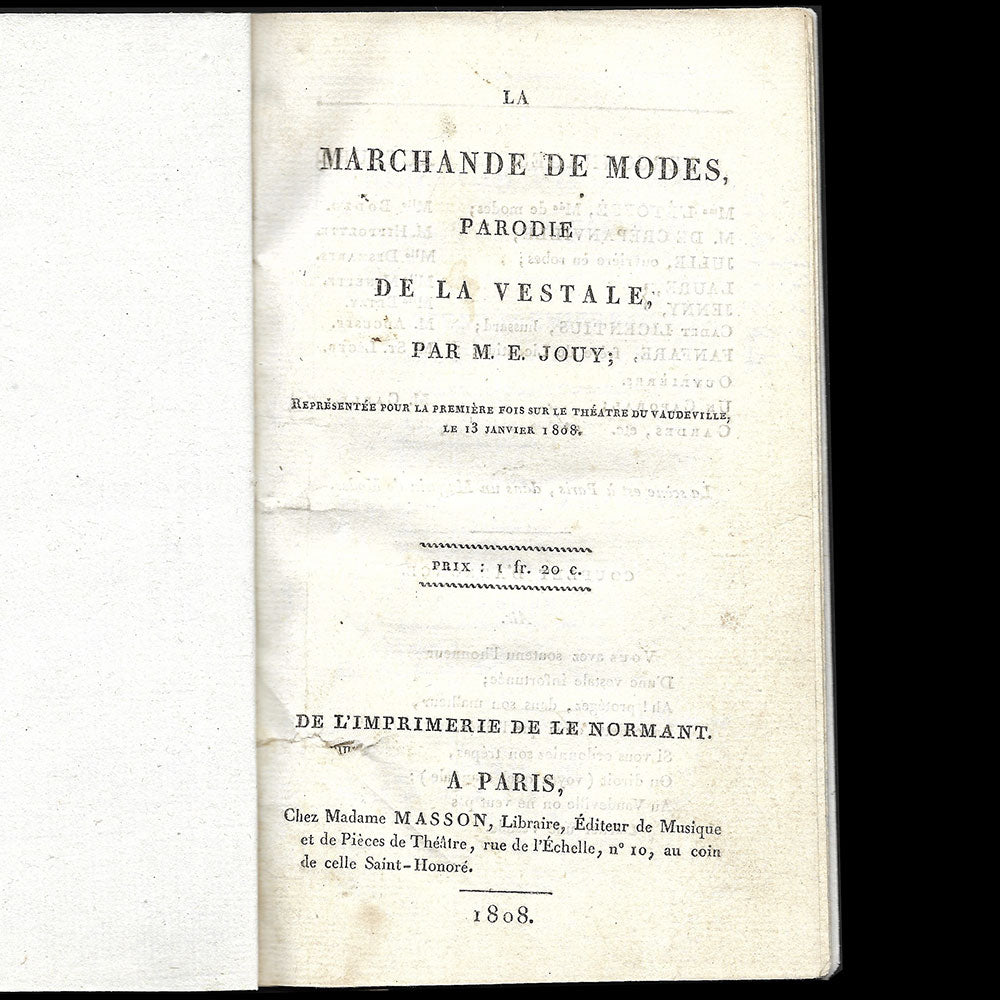 LA
MARCHANDE DE MODES,
PARODIE
DE LA VESTALE,
PAR M. E. JOUY;
REPRÉSENTÉE POUR LA PREMIÈRE FOIS SUR LE THÉATRE DU VAUDEVILLE,
LE 13 JANVIER 1808.
PRIX : 1 fr. 20 c.
DE L'IMPRIMERIE DE LE NORMANT.
A PARIS,
Chez Madame MASSON, Libraire, Éditeur de Musique
et de Pièces de Théâtre, rue de l'Échelle, n° 10, au coin
de celle Saint-Honoré.
1808.